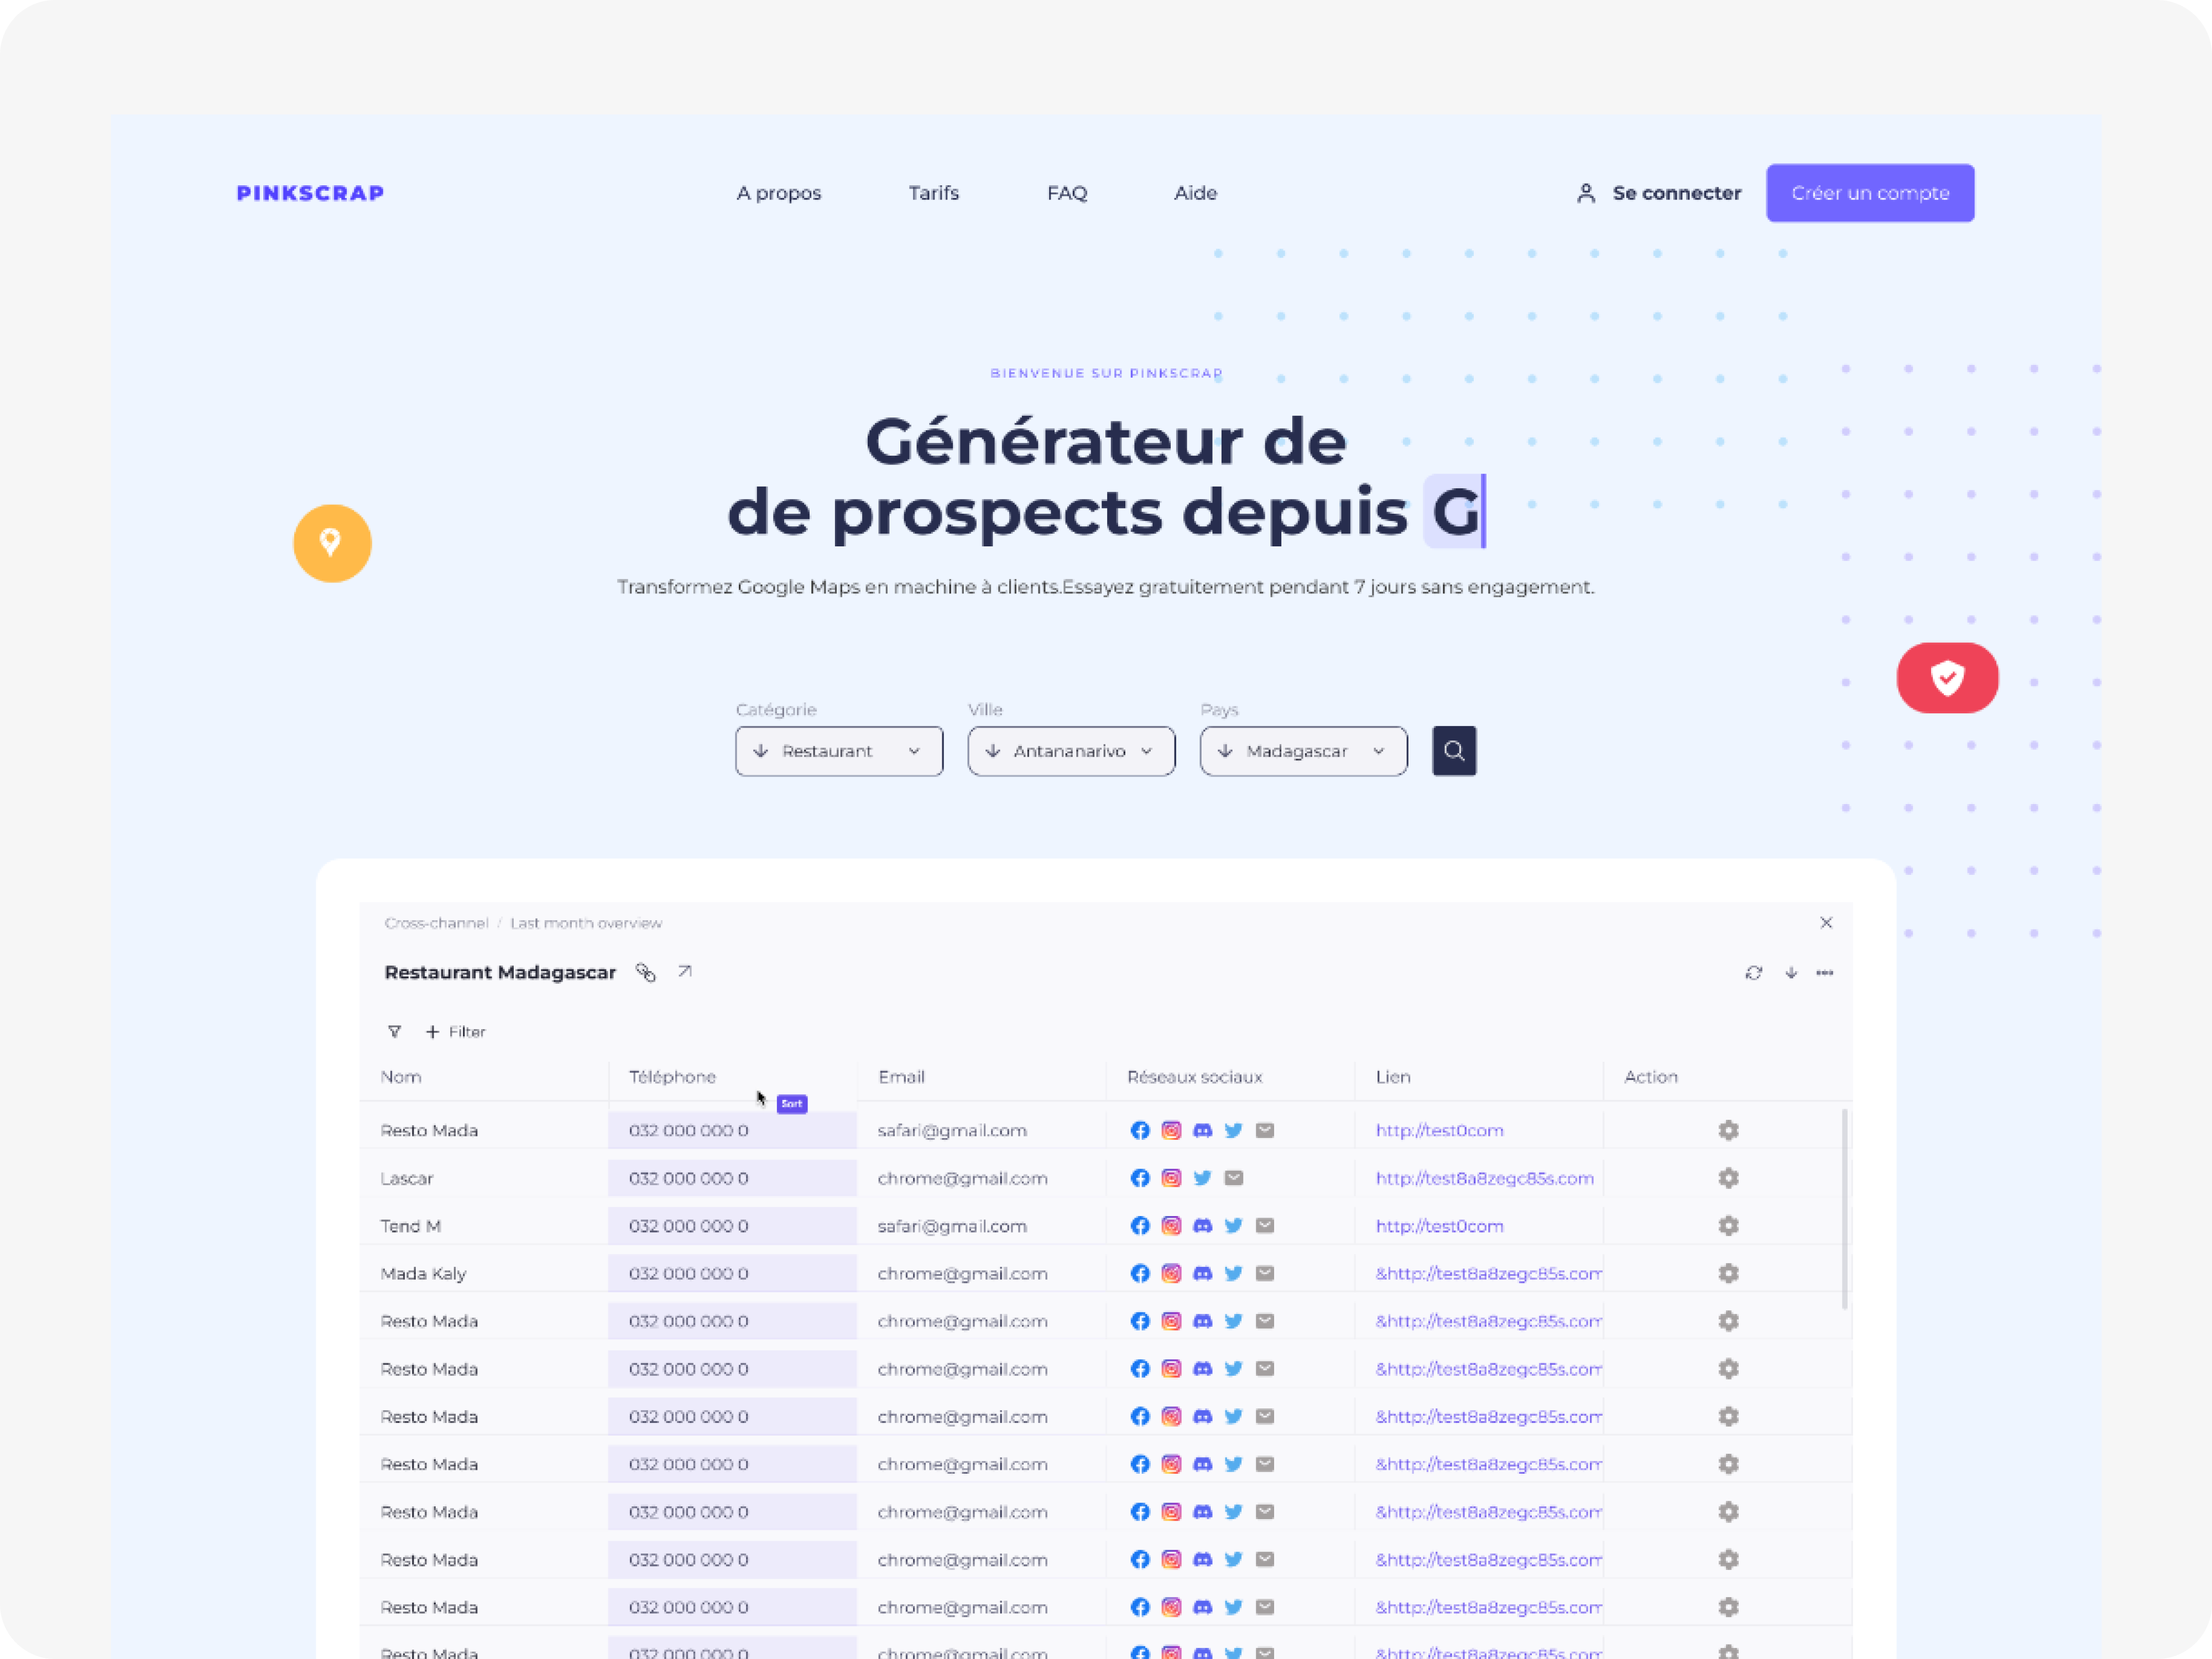 PINKSCRAP
A propos Tarifs FAQ Aide Se connecter Créer un compte
BIENVENUE SUR PINKSCRAP
Générateur de
de prospects depuis G
Transformez Google Maps en machine à clients.Essayez gratuitement pendant 7 jours sans engagement.
Catégorie Ville Pays
Restaurant Antananarivo Madagascar
Cross-channel / Last month overview
Restaurant Madagascar
+ Filter
Nom Téléphone Email Réseaux sociaux Lien Action
Sort
Resto Mada 032 000 000 0 safari@gmail.com http://test0com
Lascar 032 000 000 0 chrome@gmail.com http://test8a8zegc85s.com
Tend M 032 000 000 0 safari@gmail.com http://test0com
Mada Kaly 032 000 000 0 chrome@gmail.com &http://test8a8zegc85s.com
Resto Mada 032 000 000 0 chrome@gmail.com &http://test8a8zegc85s.com
Resto Mada 032 000 000 0 chrome@gmail.com &http://test8a8zegc85s.com
Resto Mada 032 000 000 0 chrome@gmail.com &http://test8a8zegc85s.com
Resto Mada 032 000 000 0 chrome@gmail.com &http://test8a8zegc85s.com
Resto Mada 032 000 000 0 chrome@gmail.com &http://test8a8zegc85s.com
Resto Mada 032 000 000 0 chrome@gmail.com &http://test8a8zegc85s.com
Resto Mada 032 000 000 0 chrome@gmail.com &http://test8a8zegc85s.com
Resto Mada 032 000 000 0 chrome@gmail.com &http://test8a8zegc85s.com